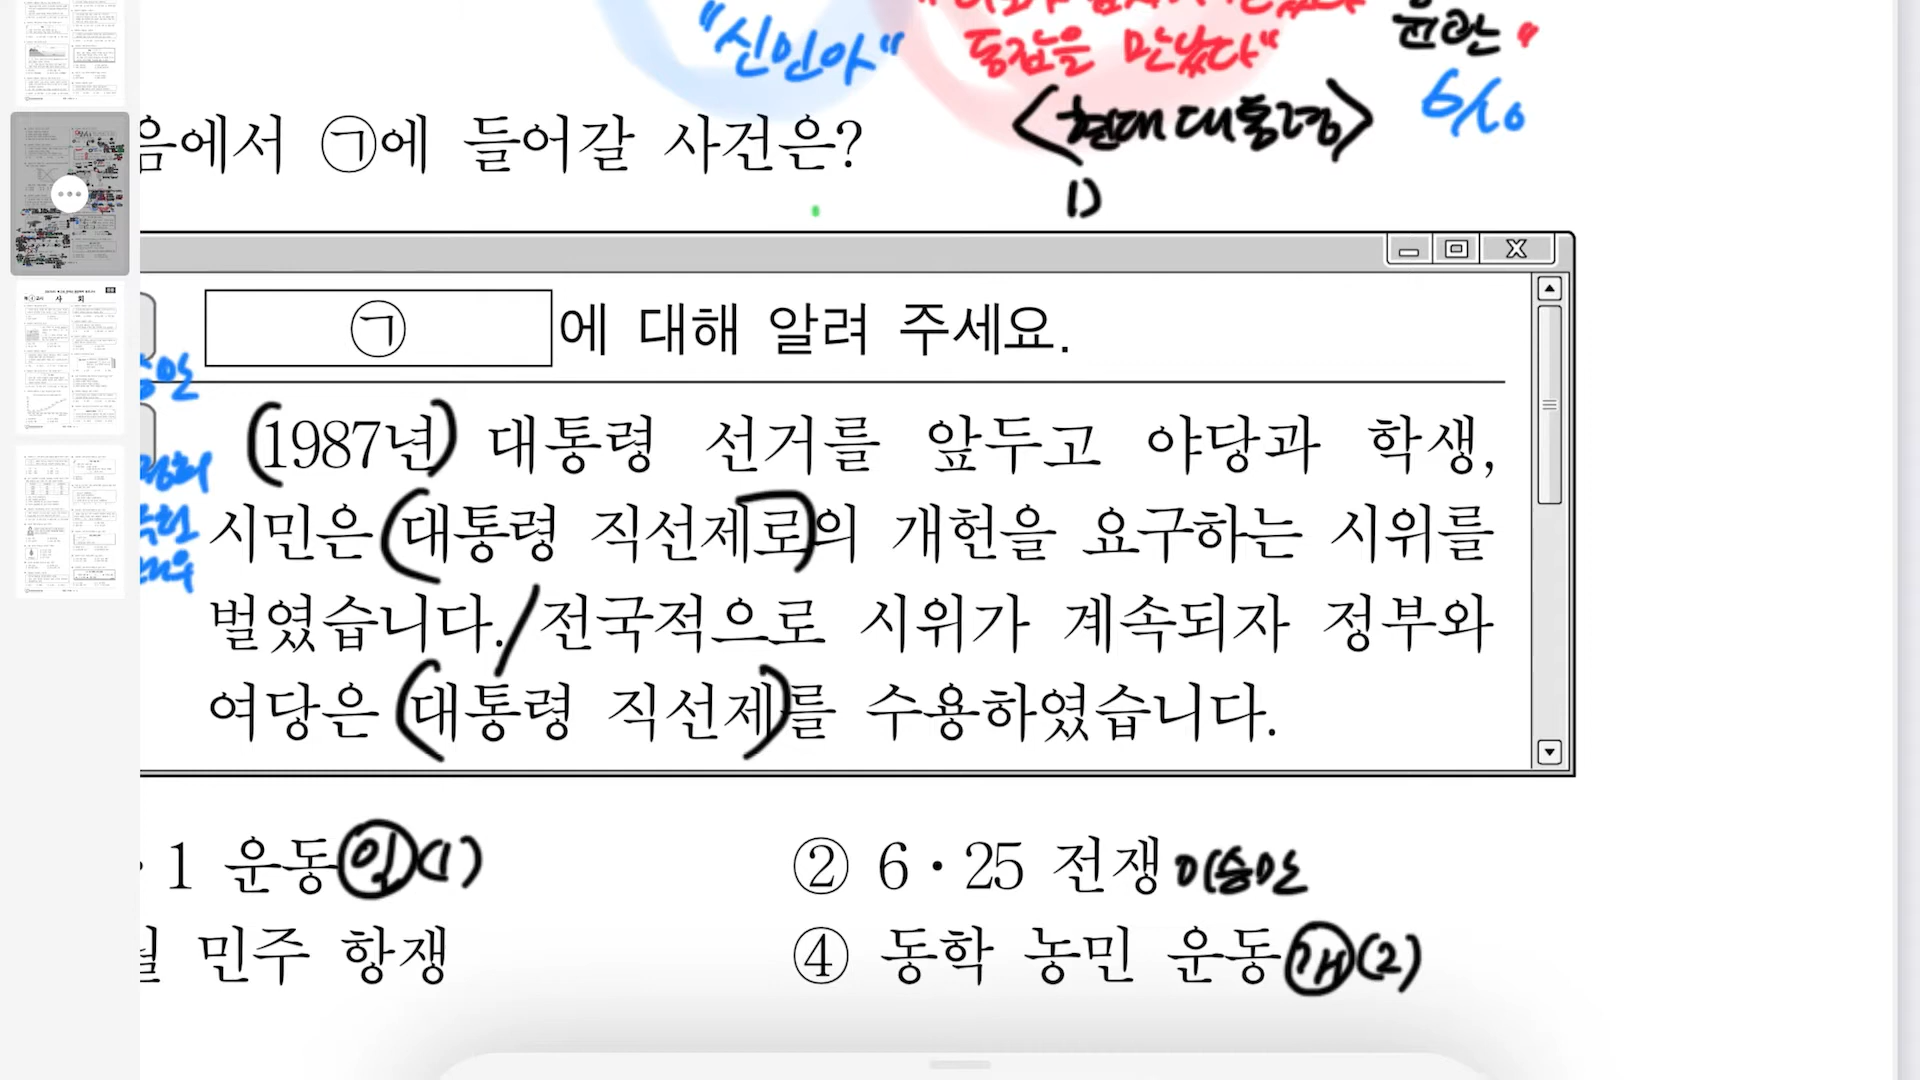 "신인아"
통잡을 만났다"
윤관"
<현대 대통령>
6/10
음에서 ㉠에 들어갈 사건은?
1)
X
㉠에 대해 알려 주세요.
(1987년) 대통령 선거를 앞두고 야당과 학생,
시민은 (대통령 직선제로)의 개헌을 요구하는 시위를
벌였습니다./전국적으로 시위가 계속되자 정부와
여당은 (대통령 직선제)를 수용하였습니다.
· 1 운동 일 (1)
② 6 · 25 전쟁 이승만
월 민주 항쟁
④ 동학 농민 운동 개 (2)